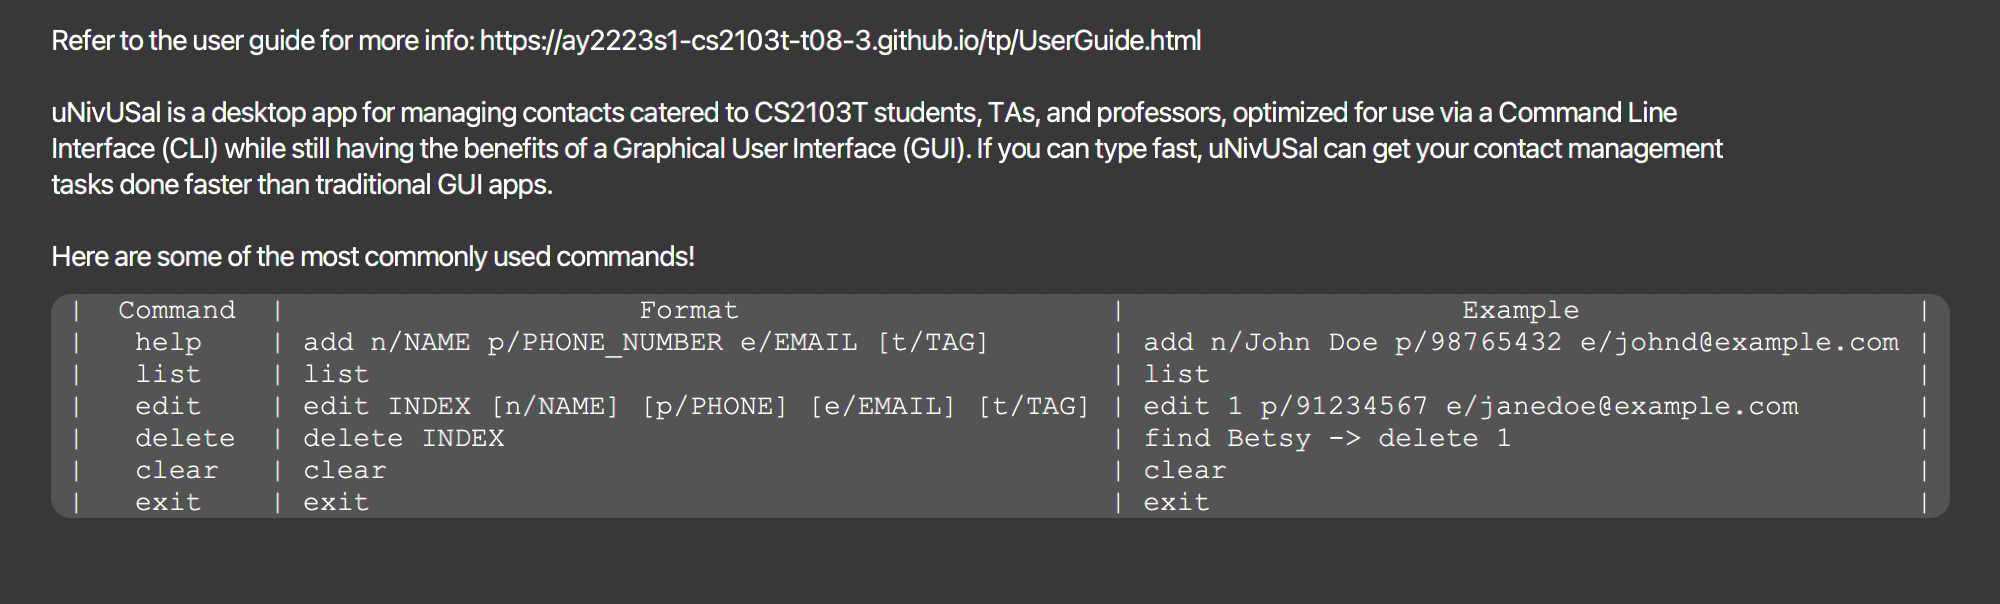 Refer to the user guide for more info: https://ay2223s1-cs2103t-t08-3.github.io/tp/UserGuide.html
uNivUSal is a desktop app for managing contacts catered to CS2103T students, TAs, and professors, optimized for use via a Command Line
Interface (CLI) while still having the benefits of a Graphical User Interface (GUI). If you can type fast, uNivUSal can get your contact management
tasks done faster than traditional GUI apps.
Here are some of the most commonly used commands!
| Command | Format | Example |
| help | add n/NAME p/PHONE_NUMBER e/EMAIL [t/TAG] | add n/John Doe p/98765432 e/johnd@example.com |
| list | list | list |
| edit | edit INDEX [n/NAME] [p/PHONE] [e/EMAIL] [t/TAG] | edit 1 p/91234567 e/janedoe@example.com |
| delete | delete INDEX | find Betsy -> delete 1 |
| clear | clear | clear |
| exit | exit | exit |